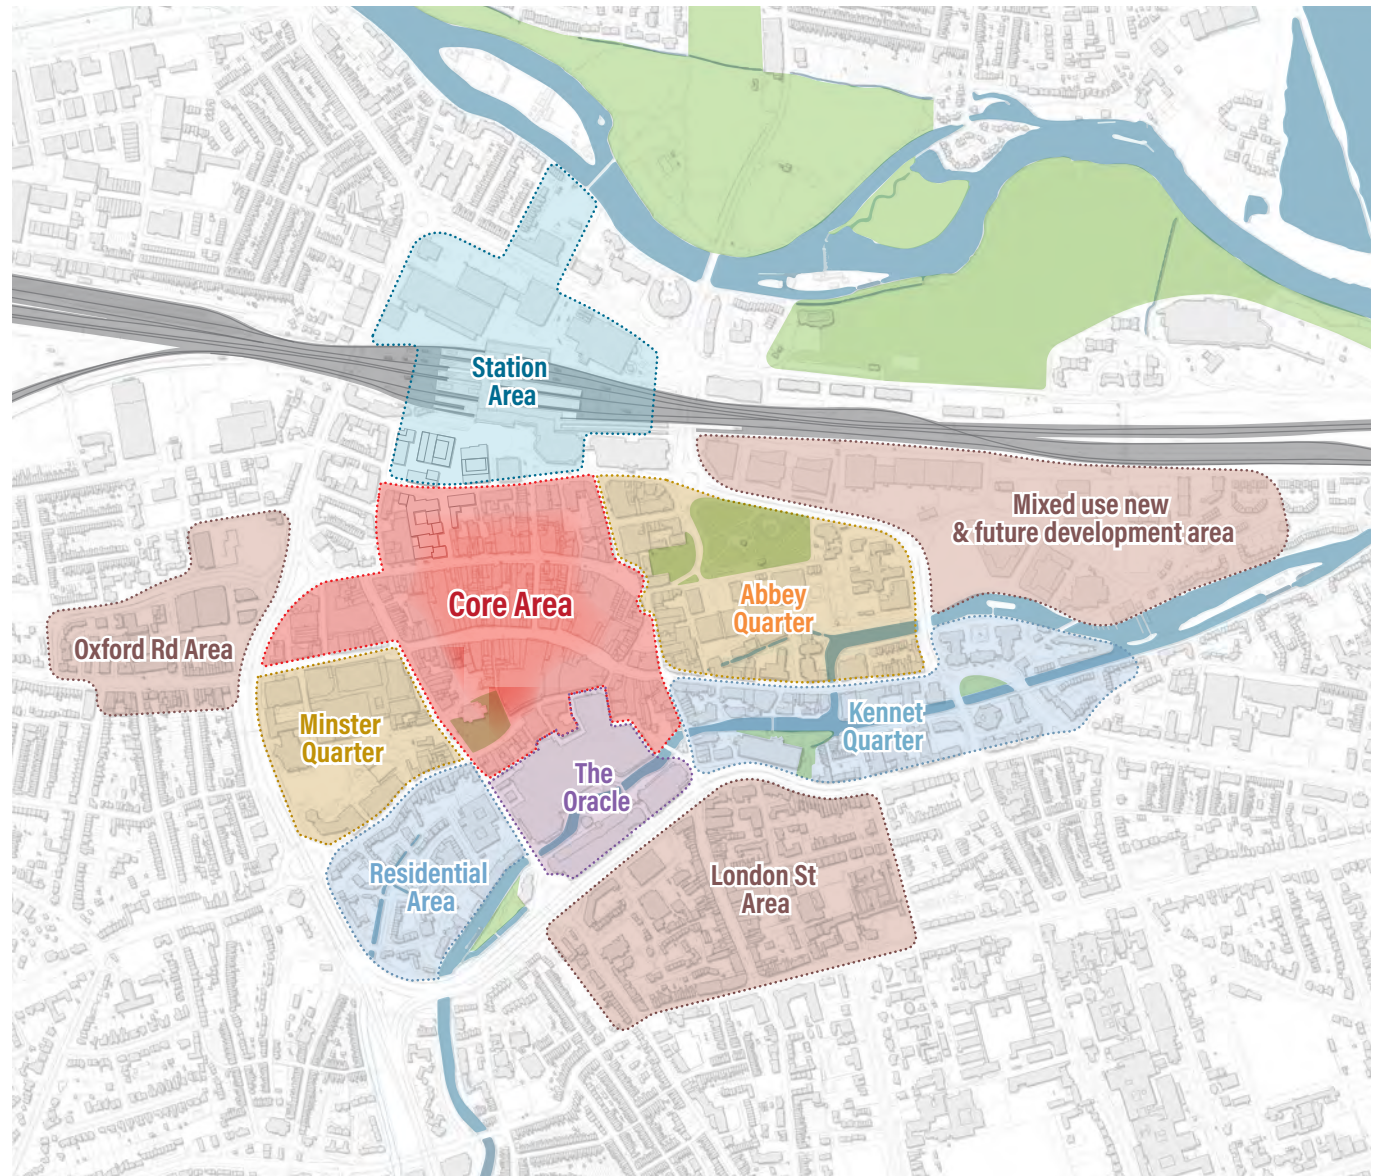 Station
Area
Mixed use new
& future development area
Core Area
Abbey
Quarter
Oxford Rd Area
Minster
Quarter
Kennet
Quarter
The
Oracle
Residential
Area
London St
Area